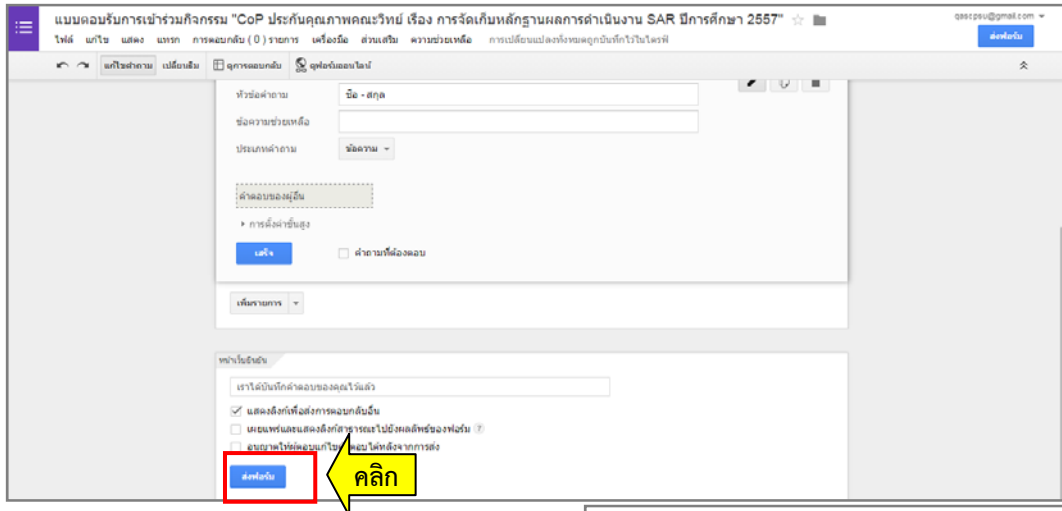 แบบตอบรับการเข้าร่วมกิจกรรม "CoP ประกันคุณภาพคณะวิทย์ เรื่อง การจัดเก็บหลักฐานผลการดำเนินงาน SAR ปีการศึกษา 2557"
qascpsu@gmail.com
ไฟล์ แก้ไข แสดง แทรก การตอบกลับ ( 0 ) รายการ เครื่องมือ ส่วนเสริม ความช่วยเหลือ การเปลี่ยนแปลงทั้งหมดถูกบันทึกไว้ในไดรฟ์
ส่งฟอร์ม
แก้ไขคำถาม เปลี่ยนธีม ดูการตอบกลับ ดูฟอร์มออนไลน์
หัวข้อคำถาม ชื่อ - สกุล
ข้อความช่วยเหลือ
ประเภทคำถาม ข้อความ
คำตอบของผู้อื่น
การตั้งค่าขั้นสูง
เสร็จ คำถามที่ต้องตอบ
เพิ่มรายการ
หน้าเว็บยืนยัน
เราได้บันทึกคำตอบของคุณไว้แล้ว
แสดงลิงก์เพื่อส่งการตอบกลับอื่น
เผยแพร่และแสดงลิงก์สาธารณะไปยังผลลัพธ์ของฟอร์ม ?
อนุญาตให้ผู้ตอบแก้ไขคำตอบได้หลังจากการส่ง
ส่งฟอร์ม
คลิก